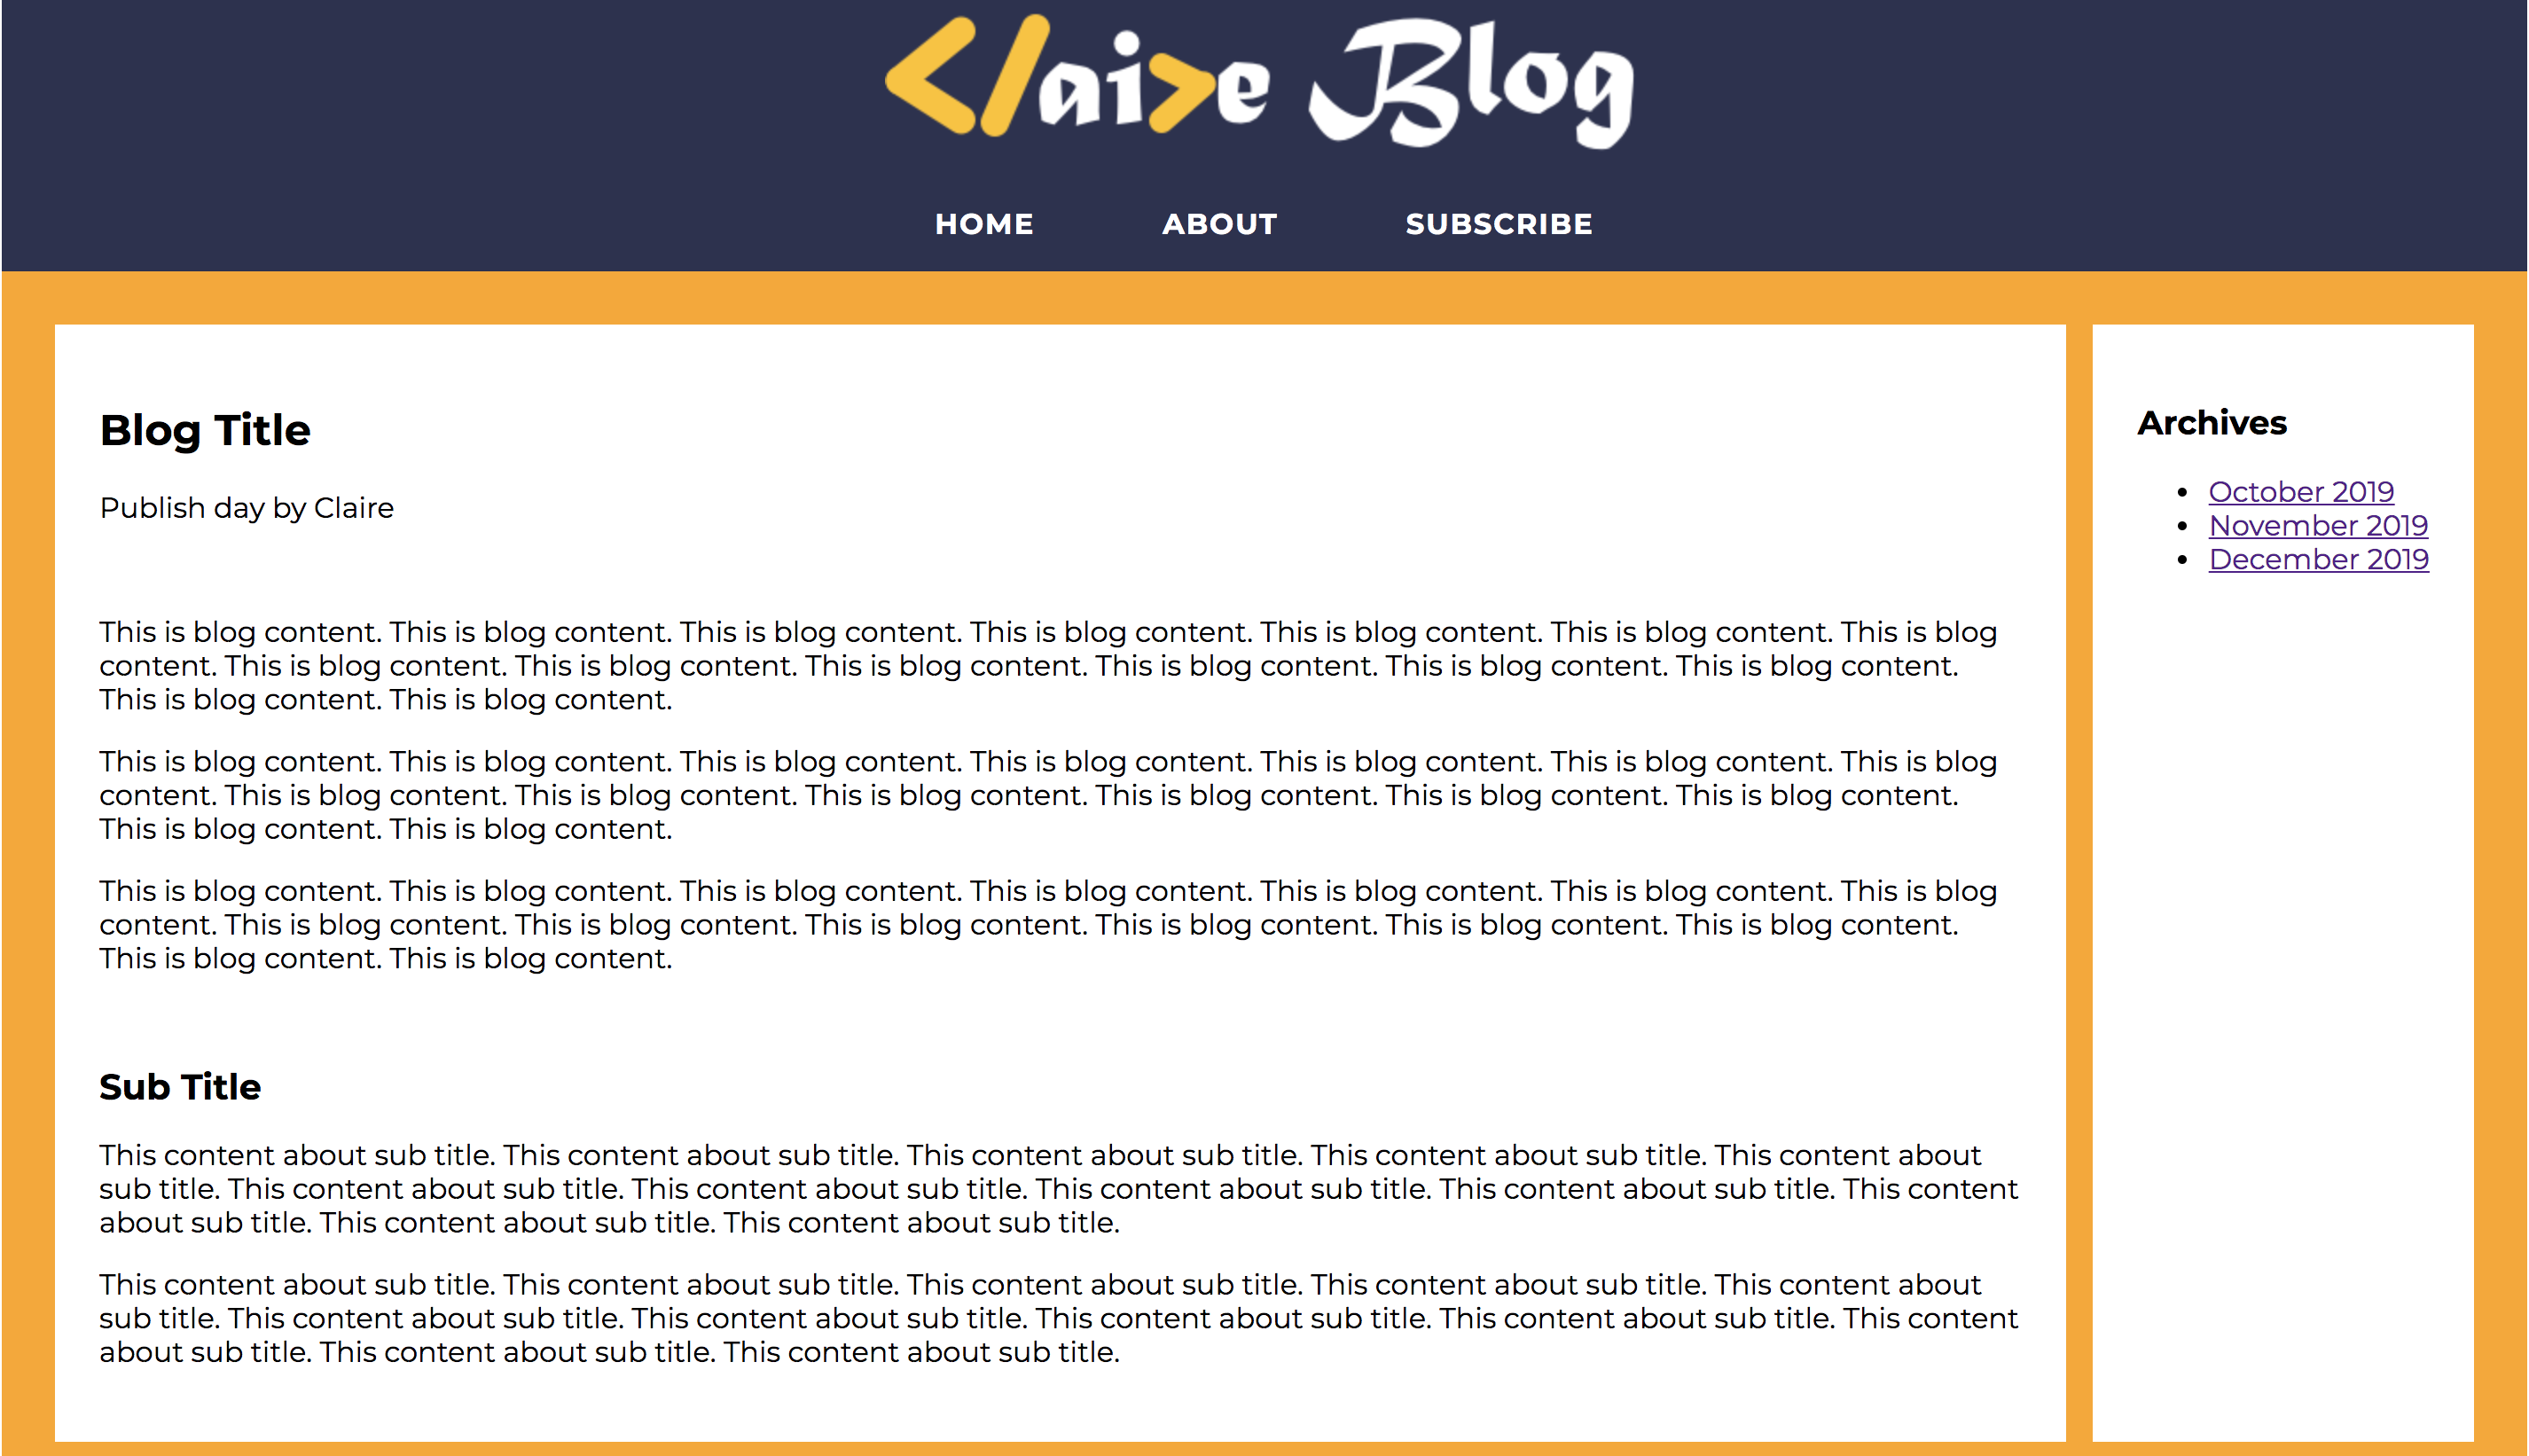 </aire Blog
HOME ABOUT SUBSCRIBE
Blog Title
Publish day by Claire
This is blog content. This is blog content. This is blog content. This is blog content. This is blog content. This is blog content. This is blog
content. This is blog content. This is blog content. This is blog content. This is blog content. This is blog content. This is blog content.
This is blog content. This is blog content.
This is blog content. This is blog content. This is blog content. This is blog content. This is blog content. This is blog content. This is blog
content. This is blog content. This is blog content. This is blog content. This is blog content. This is blog content. This is blog content.
This is blog content. This is blog content.
This is blog content. This is blog content. This is blog content. This is blog content. This is blog content. This is blog content. This is blog
content. This is blog content. This is blog content. This is blog content. This is blog content. This is blog content. This is blog content.
This is blog content. This is blog content.
Sub Title
This content about sub title. This content about sub title. This content about sub title. This content about sub title. This content about
sub title. This content about sub title. This content about sub title. This content about sub title. This content about sub title. This content
about sub title. This content about sub title. This content about sub title.
This content about sub title. This content about sub title. This content about sub title. This content about sub title. This content about
sub title. This content about sub title. This content about sub title. This content about sub title. This content about sub title. This content
about sub title. This content about sub title. This content about sub title.
Archives
October 2019
November 2019
December 2019